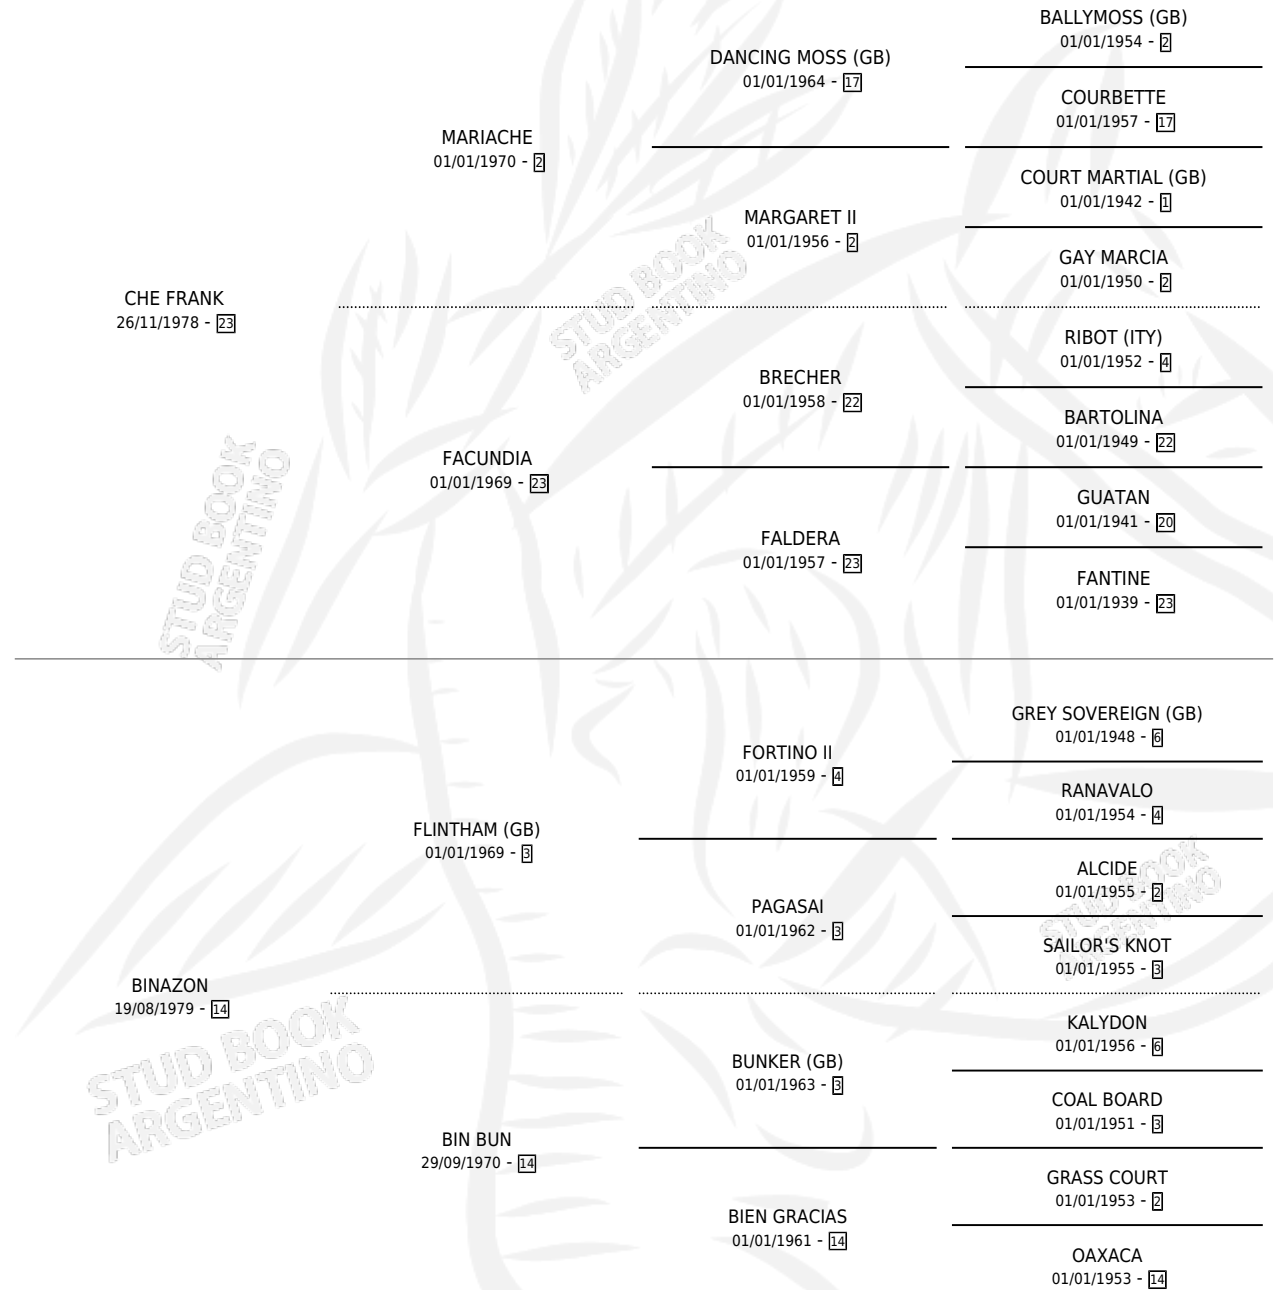 BALLYMOSS (GB)
01/01/1954 - 2
DANCING MOSS (GB)
01/01/1964 - 17
COURBETTE
01/01/1957 - 17
MARIACHE
01/01/1970 - 2
COURT MARTIAL (GB)
01/01/1942 - 1
MARGARET II
01/01/1956 - 2
GAY MARCIA
01/01/1950 - 2
CHE FRANK
26/11/1978 - 23
RIBOT (ITY)
01/01/1952 - 4
BRECHER
01/01/1958 - 22
BARTOLINA
01/01/1949 - 22
FACUNDIA
01/01/1969 - 23
GUATAN
01/01/1941 - 20
FALDERA
01/01/1957 - 23
FANTINE
01/01/1939 - 23
STUD BOOK
ARGENTINO
STUD BOOK
ARGENTINO
GREY SOVEREIGN (GB)
01/01/1948 - 6
FORTINO II
01/01/1959 - 4
RANAVALO
01/01/1954 - 4
FLINTHAM (GB)
01/01/1969 - 3
ALCIDE
01/01/1955 - 2
PAGASAI
01/01/1962 - 3
SAILOR'S KNOT
01/01/1955 - 3
BINAZON
19/08/1979 - 14
KALYDON
01/01/1956 - 6
BUNKER (GB)
01/01/1963 - 3
COAL BOARD
01/01/1951 - 3
BIN BUN
29/09/1970 - 14
GRASS COURT
01/01/1953 - 2
BIEN GRACIAS
01/01/1961 - 14
OAXACA
01/01/1953 - 14
STUD BOOK
ARGENTINO
STUD BOOK
ARGENTINO